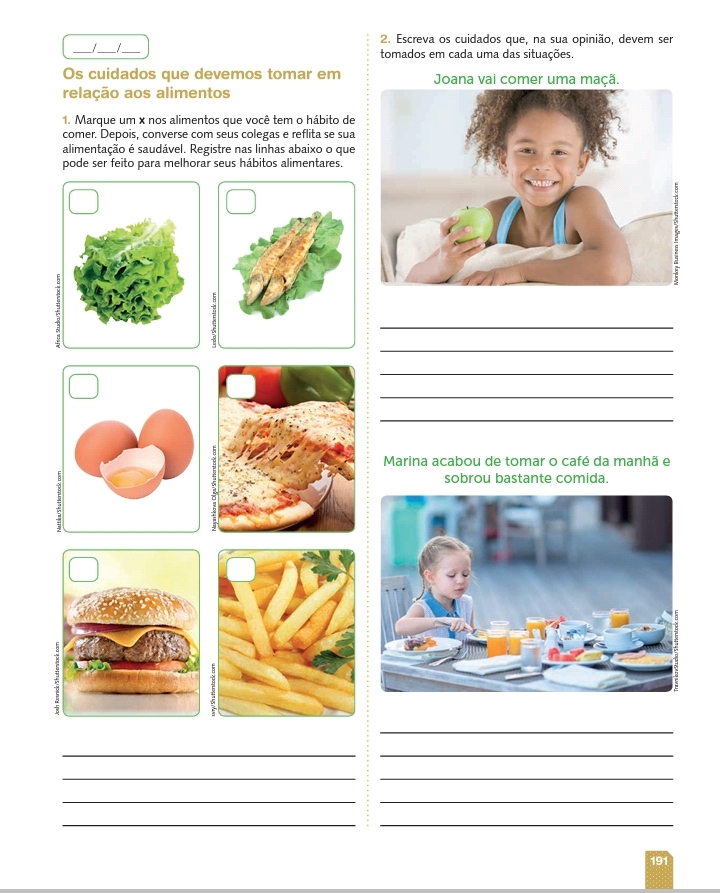 ___/___/___
Os cuidados que devemos tomar em
relação aos alimentos
1. Marque um x nos alimentos que você tem o hábito de
comer. Depois, converse com seus colegas e reflita se sua
alimentação é saudável. Registre nas linhas abaixo o que
pode ser feito para melhorar seus hábitos alimentares.
Africa Studio/Shutterstock.com
Lecic/Shutterstock.com
Nattika/Shutterstock.com
Nayashkova Olga/Shutterstock.com
Josh Resnick/Shutterstock.com
/Shutterstock.com
2. Escreva os cuidados que, na sua opinião, devem ser
tomados em cada uma das situações.
Joana vai comer uma maçã.
Monkey Business Images/Shutterstock.com
Marina acabou de tomar o café da manhã e
sobrou bastante comida.
TravnikovStudio/Shutterstock.com
191